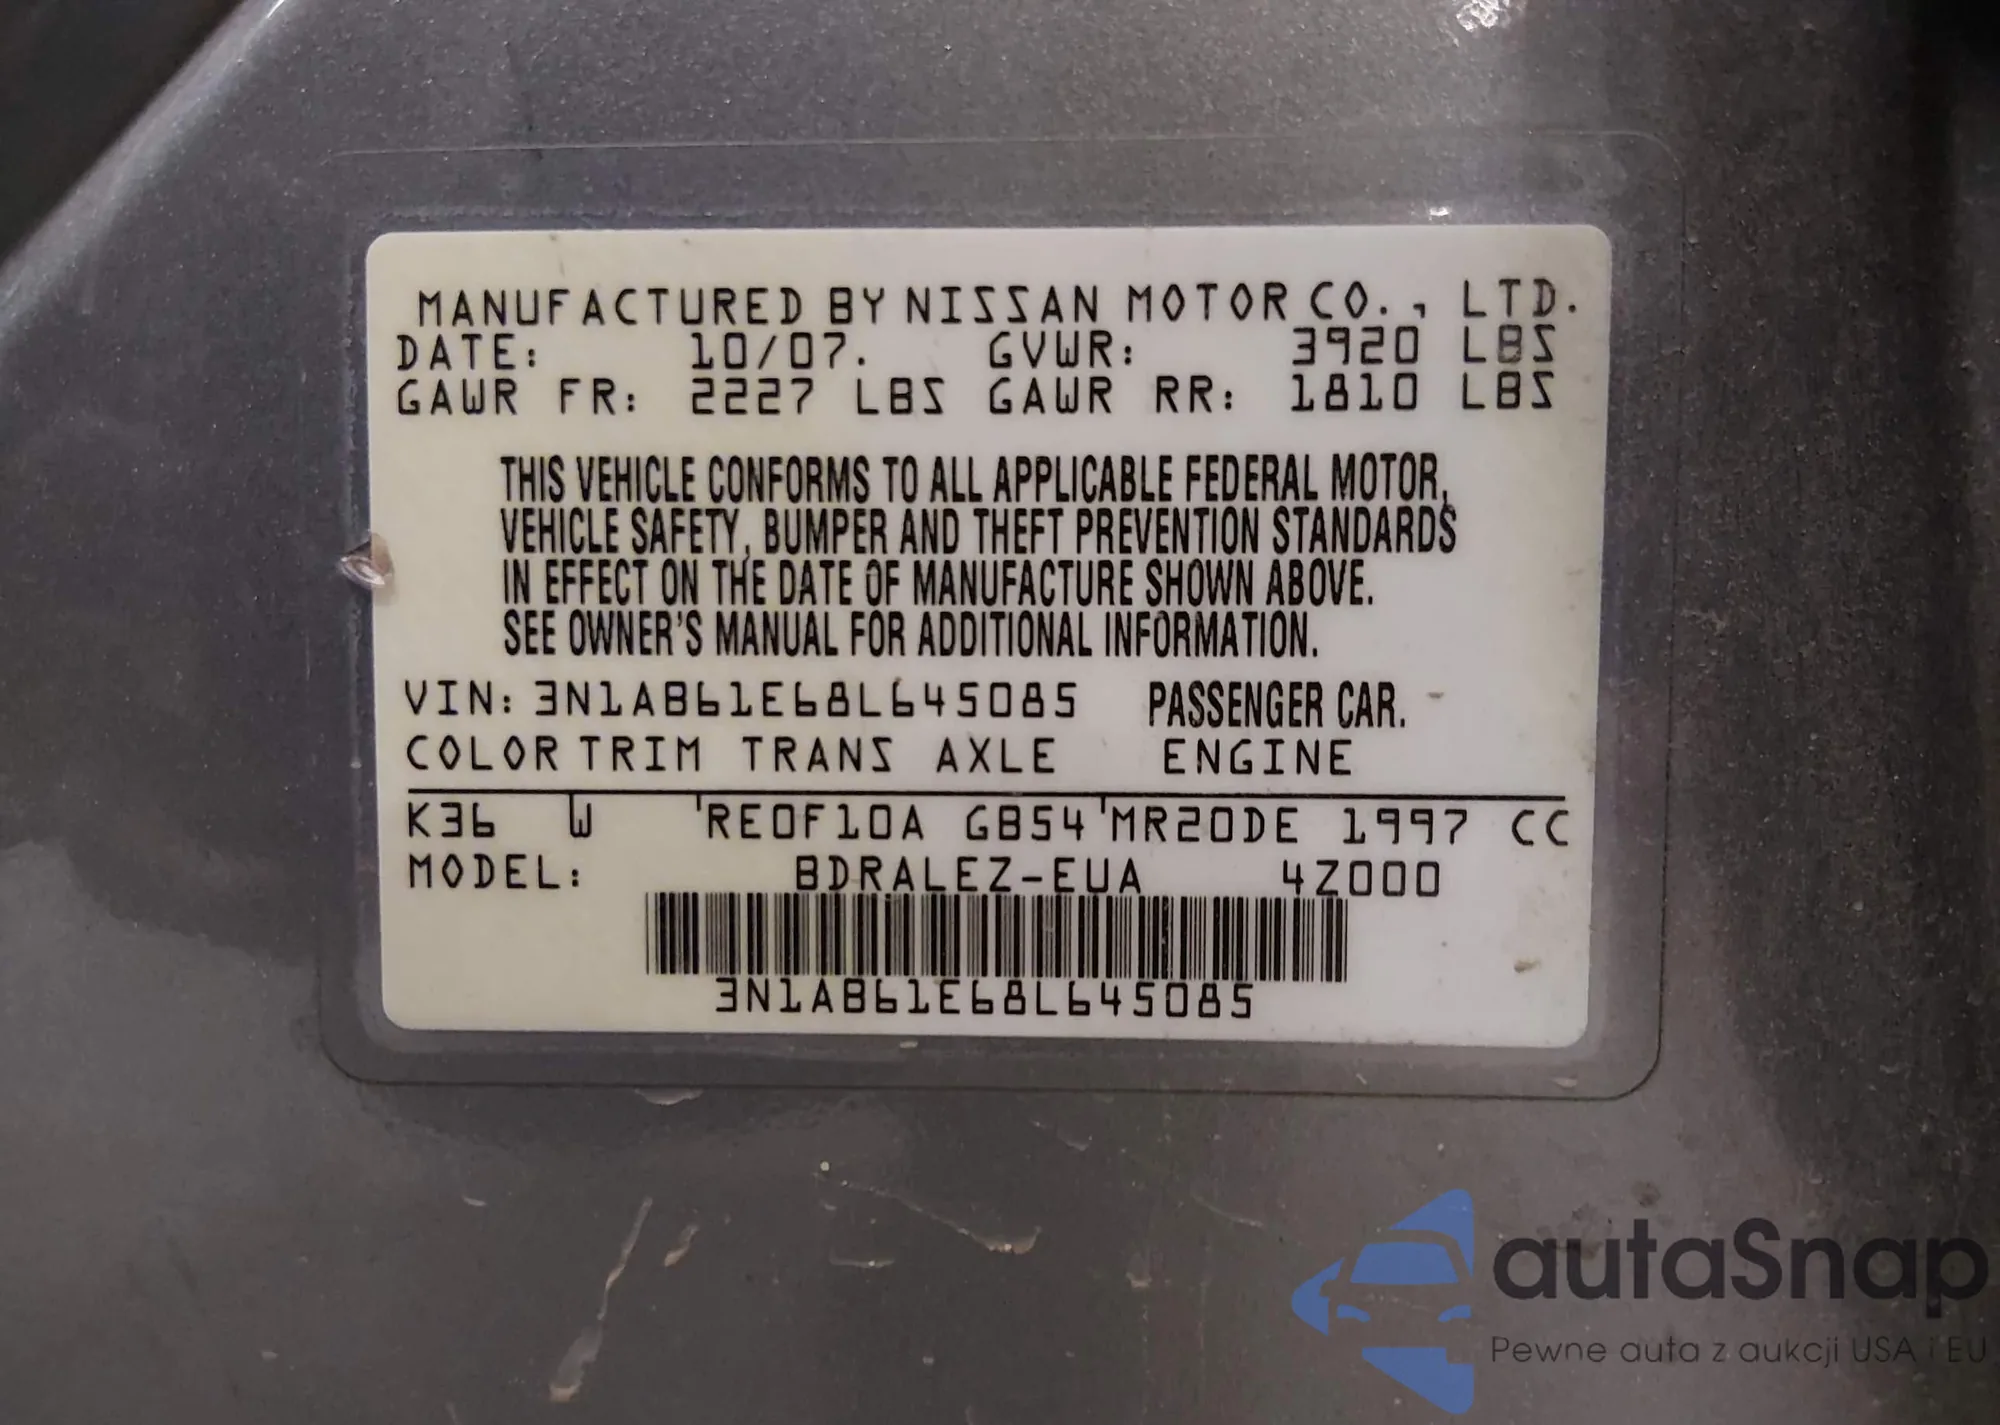 MANUFACTURED BY NISSAN MOTOR CO., LTD.
DATE: 10/07. GVWR: 3920 LBS
GAWR FR: 2227 LBS GAWR RR: 1810 LBS
THIS VEHICLE CONFORMS TO ALL APPLICABLE FEDERAL MOTOR,
VEHICLE SAFETY, BUMPER AND THEFT PREVENTION STANDARDS
IN EFFECT ON THE DATE OF MANUFACTURE SHOWN ABOVE.
SEE OWNER'S MANUAL FOR ADDITIONAL INFORMATION.
VIN: 3N1AB61E68L645085 PASSENGER CAR.
COLOR TRIM TRANS AXLE ENGINE
K36 W 'RE0F10A GB54'MR20DE 1997 CC
MODEL: BDRALEZ-EUA 4Z000
3N1AB61E68L645085
autaSnap
Pewne auta z aukcji USA i EU